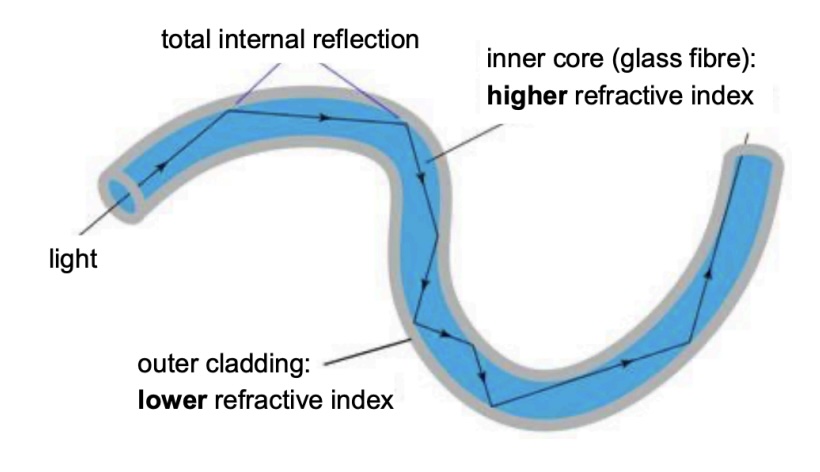 total internal reflection
inner core (glass fibre):
higher refractive index
light
outer cladding:
lower refractive index